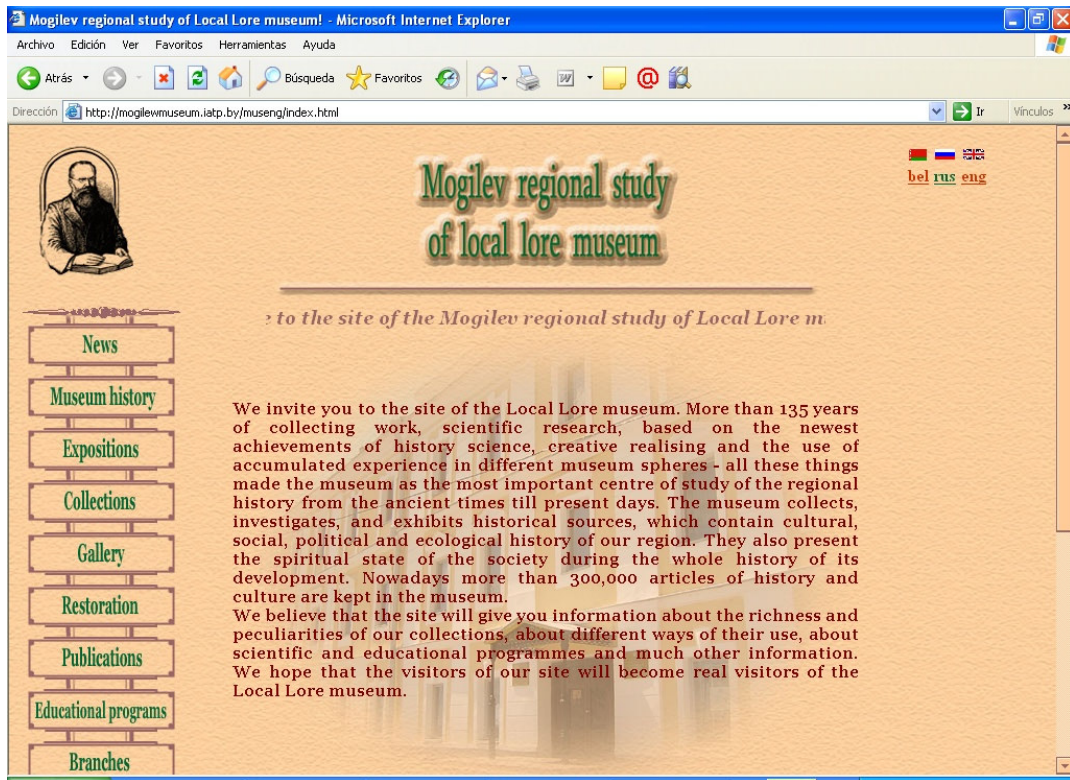 Mogilev regional study of Local Lore museum! - Microsoft Internet Explorer
Archivo Edición Ver Favoritos Herramientas Ayuda
Atrás Búsqueda Favoritos
Dirección http://mogilewmuseum.iatp.by/museng/index.html Ir Vínculos »
Mogilev regional study
of local lore museum
bel rus eng
to the site of the Mogilev regional study of Local Lore m
News
Museum history
Expositions
Collections
Gallery
Restoration
Publications
Educational programs
Branches
We invite you to the site of the Local Lore museum. More than 135 years
of collecting work, scientific research, based on the newest
achievements of history science, creative realising and the use of
accumulated experience in different museum spheres - all these things
made the museum as the most important centre of study of the regional
history from the ancient times till present days. The museum collects,
investigates, and exhibits historical sources, which contain cultural,
social, political and ecological history of our region. They also present
the spiritual state of the society during the whole history of its
development. Nowadays more than 300,000 articles of history and
culture are kept in the museum.
We believe that the site will give you information about the richness and
peculiarities of our collections, about different ways of their use, about
scientific and educational programmes and much other information.
We hope that the visitors of our site will become real visitors of the
Local Lore museum.